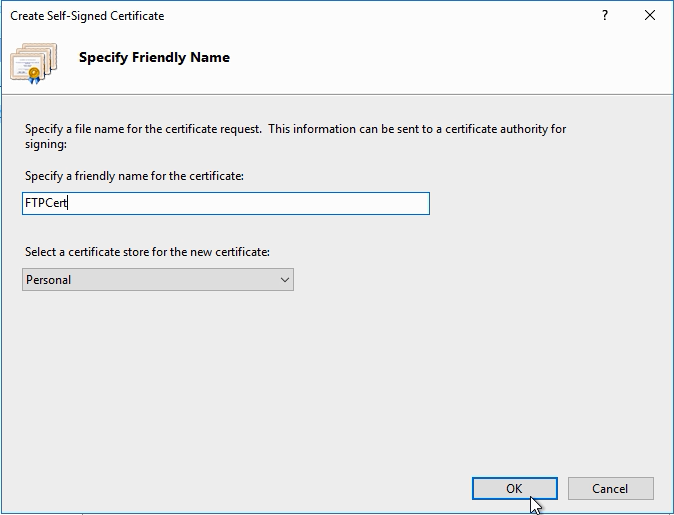 Create Self-Signed Certificate
?
Specify Friendly Name
Specify a file name for the certificate request.  This information can be sent to a certificate authority for
signing:
Specify a friendly name for the certificate:
FTPCert
Select a certificate store for the new certificate:
Personal
OK
Cancel